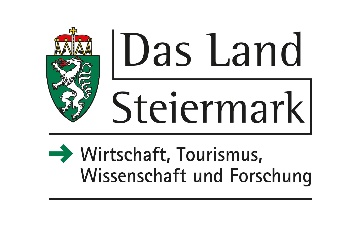 Das Land
Steiermark
Wirtschaft, Tourismus,
Wissenschaft und Forschung